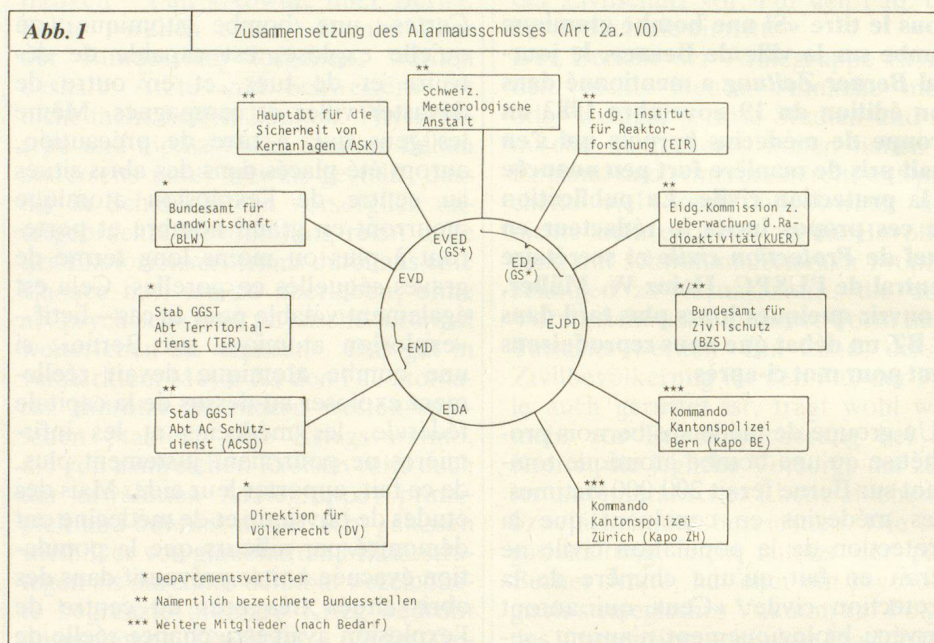 Abb. 1
Zusammensetzung des Alarmausschusses (Art 2a, VO)
**
Hauptabt für die
Sicherheit von
Kernanlagen (ASK)
**
Schweiz.
Meteorologische
Anstalt
**
Eidg. Institut
für Reaktor-
forschung (EIR)
*
Bundesamt für
Landwirtschaft
(BLW)
**
Eidg.Kommission z.
Ueberwachung d.Ra-
dioaktivität(KUER)
EVED
(GS*)
EDI
(GS*)
EVD
EJPD
EMD
EDA
*
Stab GGST
Abt Territorial-
dienst (TER)
*/**
Bundesamt für
Zivilschutz
(BZS)
**
Stab GGST
Abt AC Schutz-
dienst (ACSD)
***
Kommando
Kantonspolizei
Bern (Kapo BE)
*
Direktion für
Völkerrecht (DV)
***
Kommando
Kantonspolizei
Zürich (Kapo ZH)
* Departementsvertreter
** Namentlich bezeichnete Bundesstellen
*** Weitere Mitglieder (nach Bedarf)